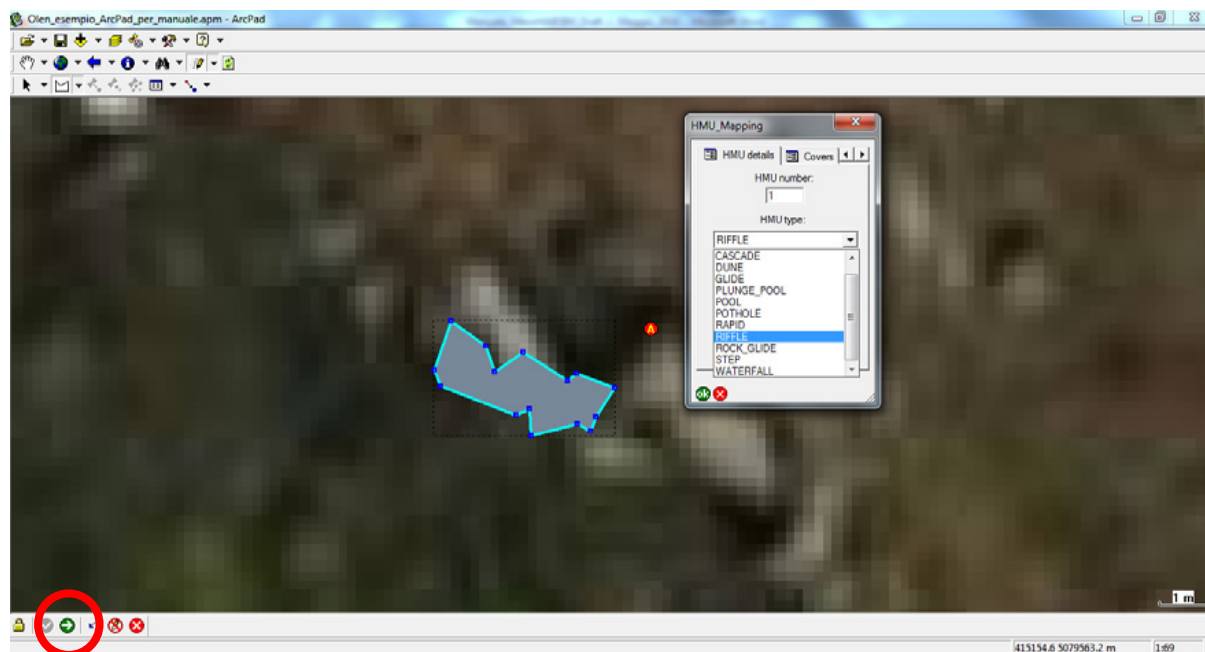 Olen_esempio_ArcPad_per_manuale.apm - ArcPad
HMU_Mapping
HMU details
Covers
HMU number:
1
HMU type:
RIFFLE
CASCADE
DUNE
GLIDE
PLUNGE_POOL
POOL
POTHOLE
RAPID
RIFFLE
ROCK_GLIDE
STEP
WATERFALL
ok
A
1 m
415154.6 5079563.2 m
1:69